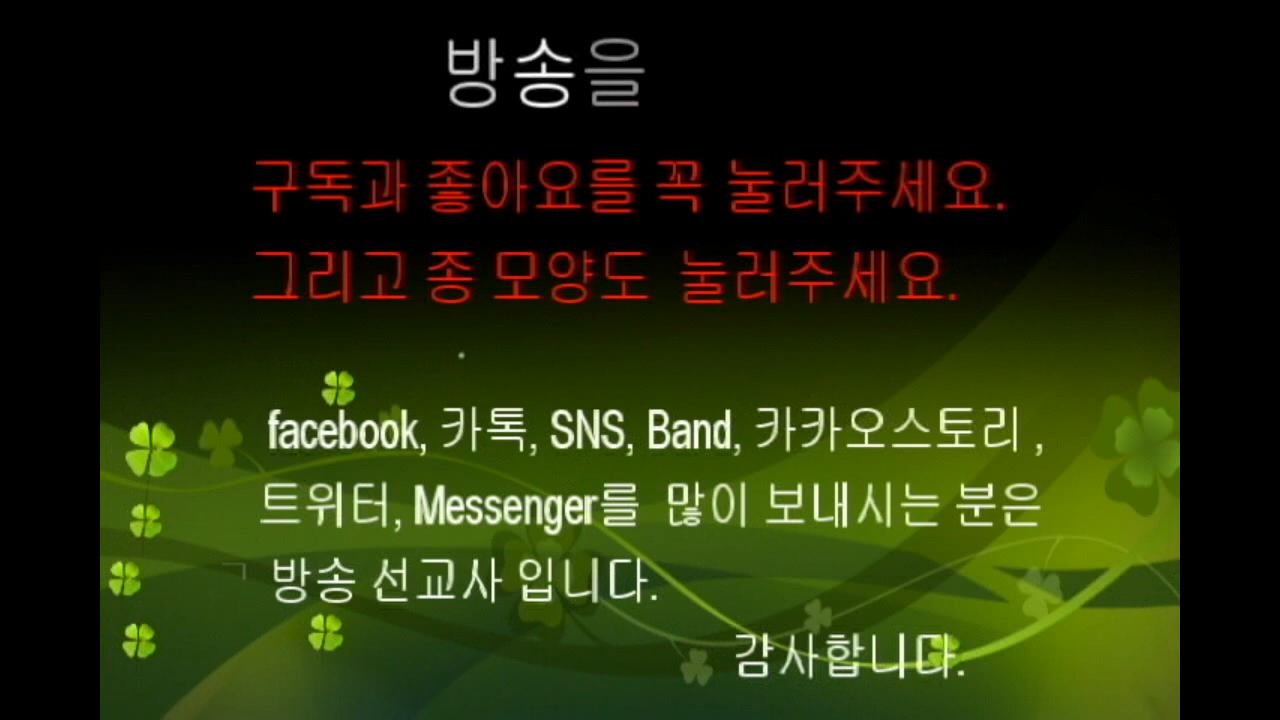 방송을
구독과 좋아요를 꼭 눌러주세요.
그리고 종 모양도 눌러주세요.
facebook, 카톡, SNS, Band, 카카오스토리 ,
트위터, Messenger를 많이 보내시는 분은
방송 선교사 입니다.
감사합니다.